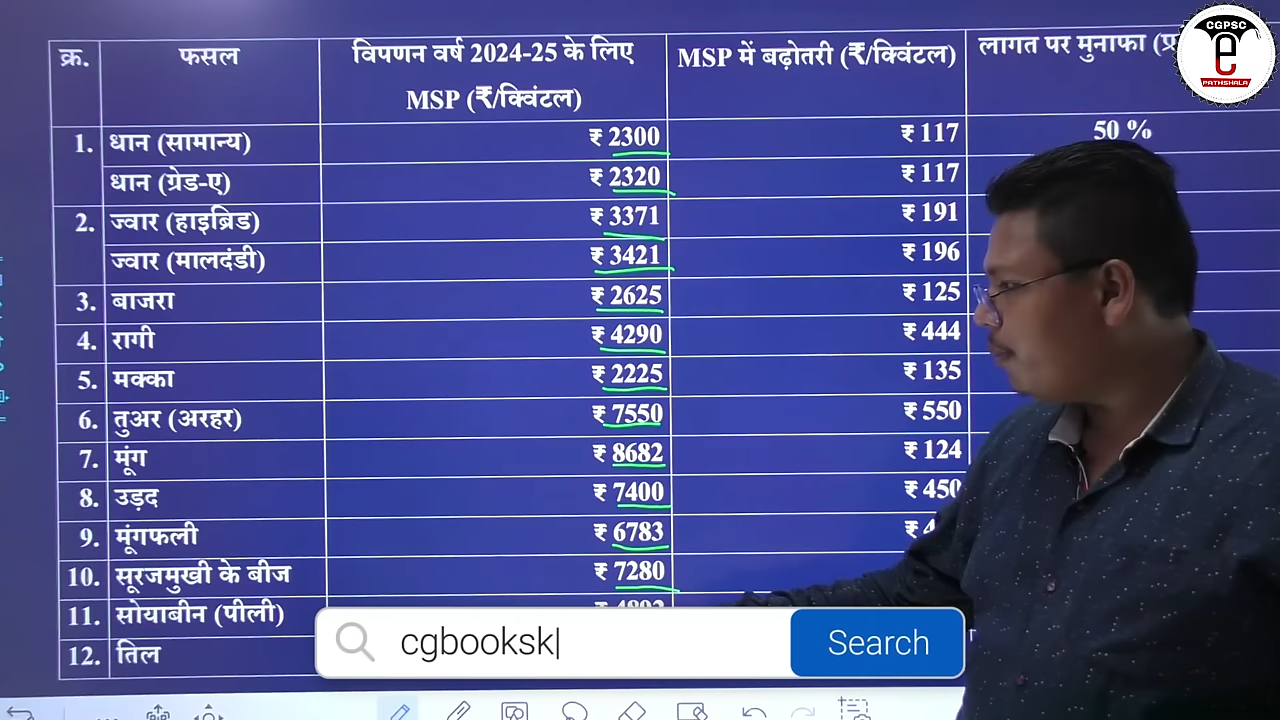 CGPSC
e
PATHSHALA
क्र. फसल विपणन वर्ष 2024-25 के लिए MSP में बढ़ोतरी (₹/क्विंटल) लागत पर मुनाफा
MSP (₹/क्विंटल)
1. धान (सामान्य) ₹ 2300 ₹ 117 50 %
धान (ग्रेड-ए) ₹ 2320 ₹ 117
2. ज्वार (हाइब्रिड) ₹ 3371 ₹ 191
ज्वार (मालदंडी) ₹ 3421 ₹ 196
3. बाजरा ₹ 2625 ₹ 125
4. रागी ₹ 4290 ₹ 444
5. मक्का ₹ 2225 ₹ 135
6. तुअर (अरहर) ₹ 7550 ₹ 550
7. मूंग ₹ 8682 ₹ 124
8. उड़द ₹ 7400 ₹ 450
9. मूंगफली ₹ 6783 ₹
10. सूरजमुखी के बीज ₹ 7280
11. सोयाबीन (पीली)
12. तिल
cgbooksk
Search